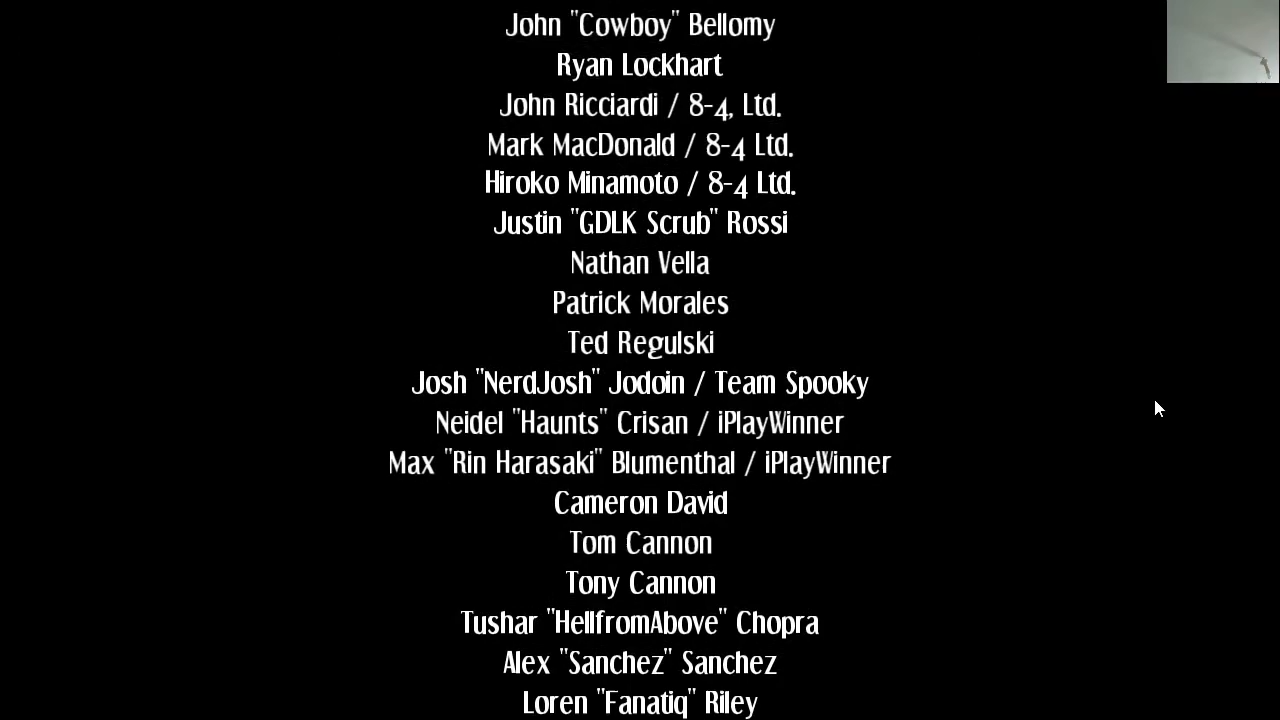 John "Cowboy" Bellomy
Ryan Lockhart
John Ricciardi / 8-4, Ltd.
Mark MacDonald / 8-4 Ltd.
Hiroko Minamoto / 8-4 Ltd.
Justin "GDLK Scrub" Rossi
Nathan Vella
Patrick Morales
Ted Regulski
Josh "NerdJosh" Jodoin / Team Spooky
Neidel "Haunts" Crisan / iPlayWinner
Max "Rin Harasaki" Blumenthal / iPlayWinner
Cameron David
Tom Cannon
Tony Cannon
Tushar "HellfromAbove" Chopra
Alex "Sanchez" Sanchez
Loren "Fanatiq" Riley